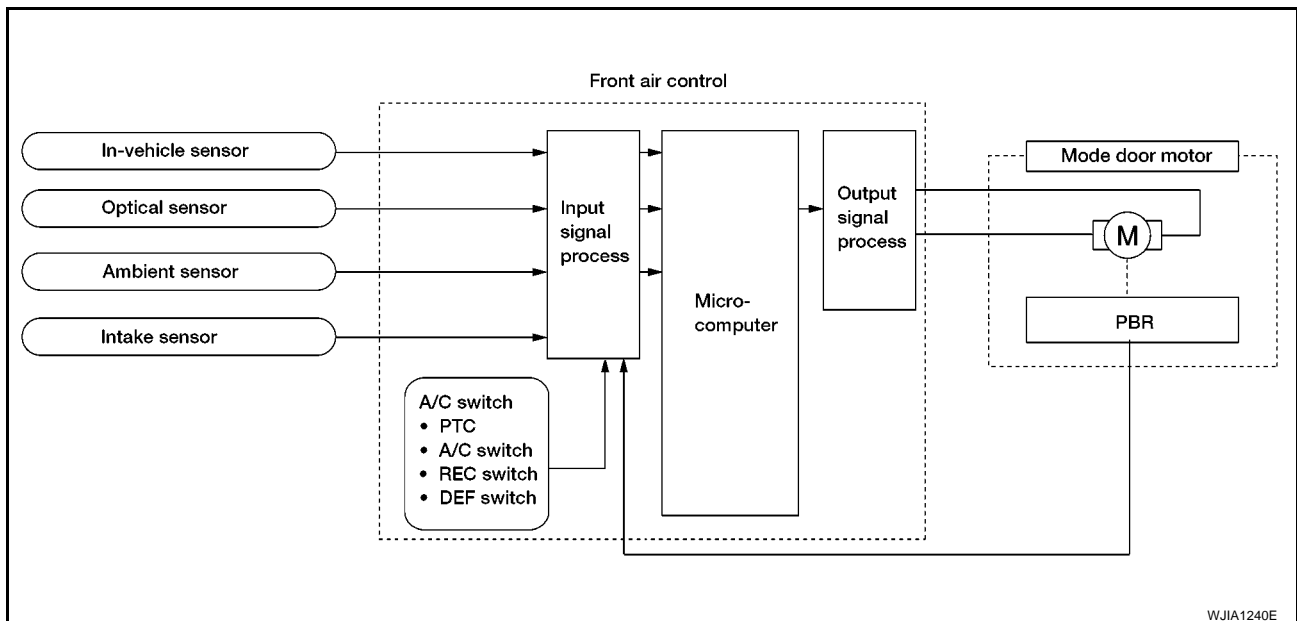 Front air control
In-vehicle sensor
Optical sensor
Ambient sensor
Intake sensor
Input
signal
process
A/C switch
• PTC
• A/C switch
• REC switch
• DEF switch
Micro-
computer
Output
signal
process
Mode door motor
M
PBR
WJIA1240E